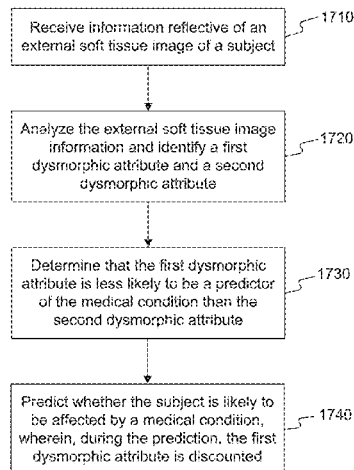 Receive information reflective of an
external soft tissue image of a subject
1710
Analyze the external soft tissue image
information and identify a first
dysmorphic attribute and a second
dysmorphic attribute
1720
Determine that the first dysmorphic
attribute is less likely to be a predictor
of the medical condition than the
second dysmorphic attribute
1730
Predict whether the subject is likely to
be affected by a medical condition,
wherein, during the prediction, the first
dysmorphic attribute is discounted
1740